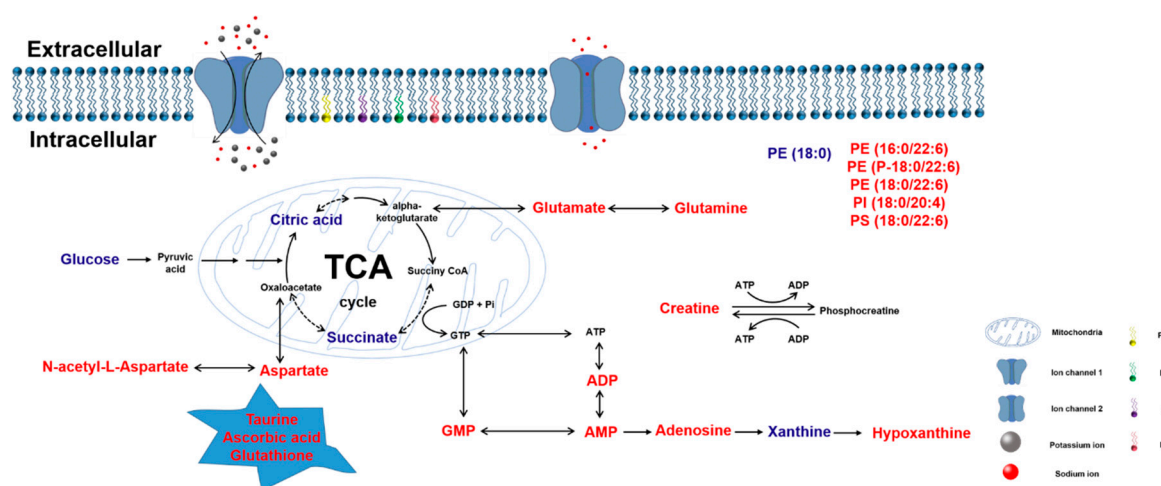 Extracellular
Intracellular
PE (18:0)
PE (16:0/22:6)
PE (P-18:0/22:6)
PE (18:0/22:6)
PI (18:0/20:4)
PS (18:0/22:6)
Citric acid
alpha-
ketoglutarate
Glutamate
Glutamine
Glucose
Pyruvic
acid
TCA
cycle
Oxaloacetate
Succiny CoA
GDP + Pi
GTP
Succinate
ATP
ADP
Creatine
Phosphocreatine
ATP
ADP
N-acetyl-L-Aspartate
Aspartate
ATP
ADP
GMP
AMP
Adenosine
Xanthine
Hypoxanthine
Taurine
Ascorbic acid
Glutathione
Mitochondria
Ion channel 1
Ion channel 2
Potassium ion
Sodium ion